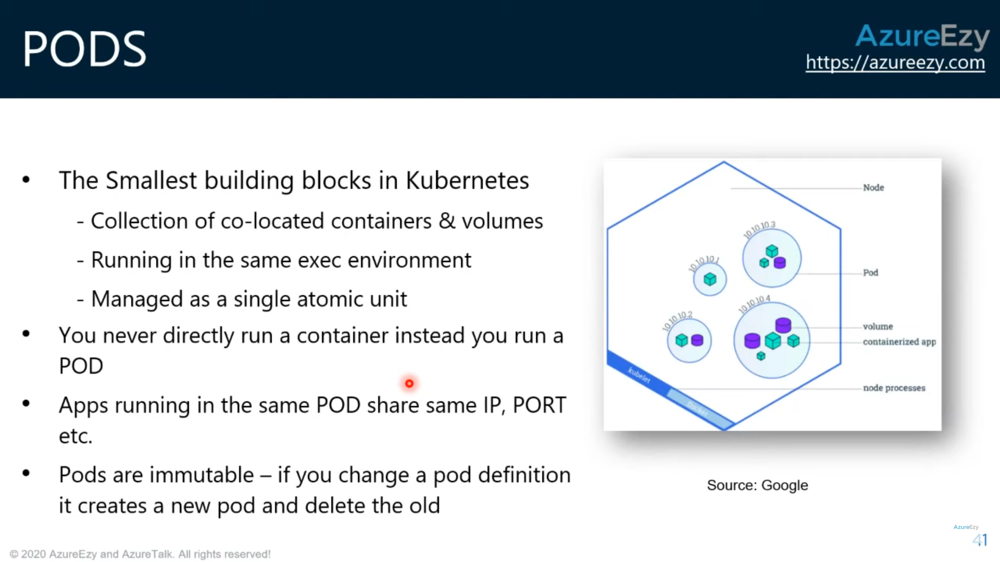 PODS
AzureEzy
https://azureezy.com
• The Smallest building blocks in Kubernetes
- Collection of co-located containers & volumes
- Running in the same exec environment
- Managed as a single atomic unit
• You never directly run a container instead you run a
POD
• Apps running in the same POD share same IP, PORT
etc.
• Pods are immutable – if you change a pod definition
it creates a new pod and delete the old
Node
10.10.10.3
10.10.10.1
Pod
10.10.10.4
10.10.10.2
volume
containerized app
kubelet
node processes
Docker
Source: Google
AzureEzy
41
© 2020 AzureEzy and AzureTalk. All rights reserved!